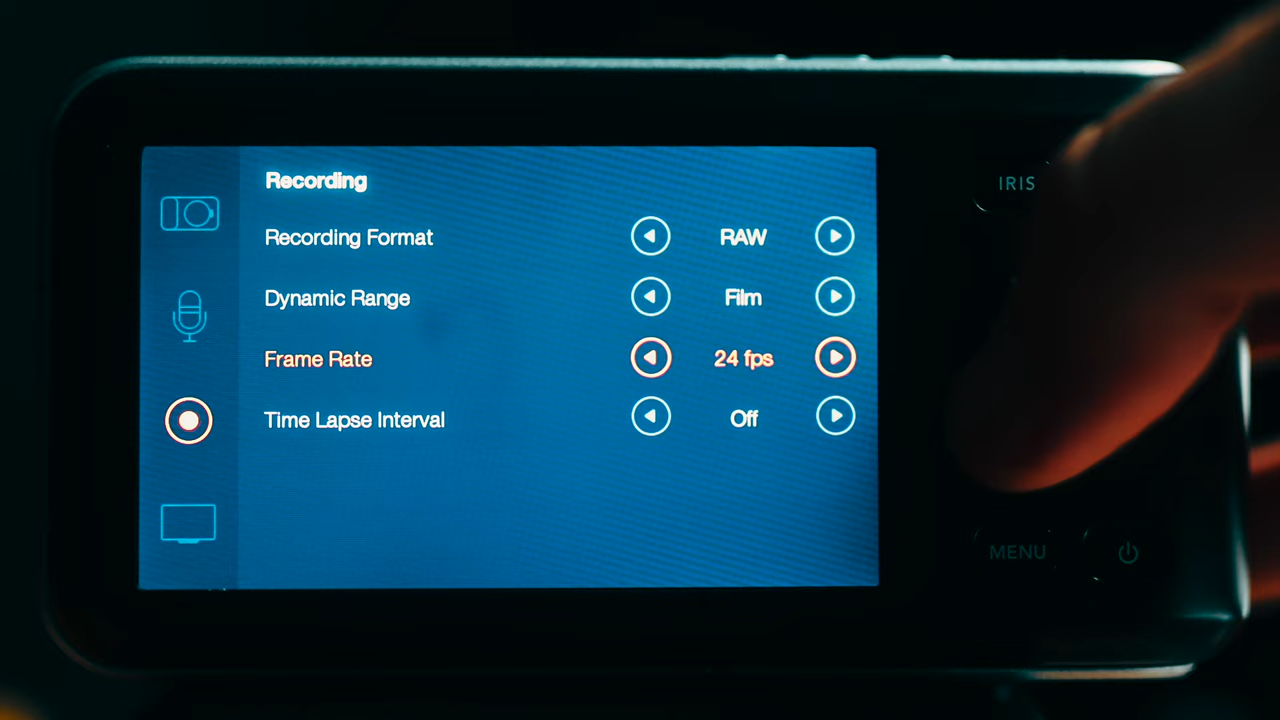 Recording
Recording Format RAW
Dynamic Range Film
Frame Rate 24 fps
Time Lapse Interval Off
IRIS
MENU